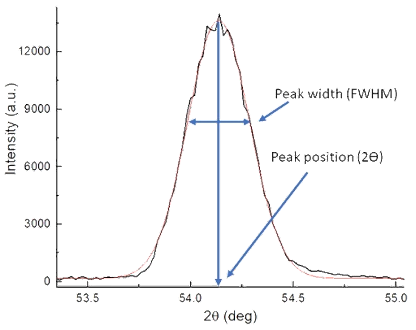 12000
9000
6000
3000
0
Intensity (a.u.)
Peak width (FWHM)
Peak position (2Θ)
53.5
54.0
54.5
55.0
2θ (deg)